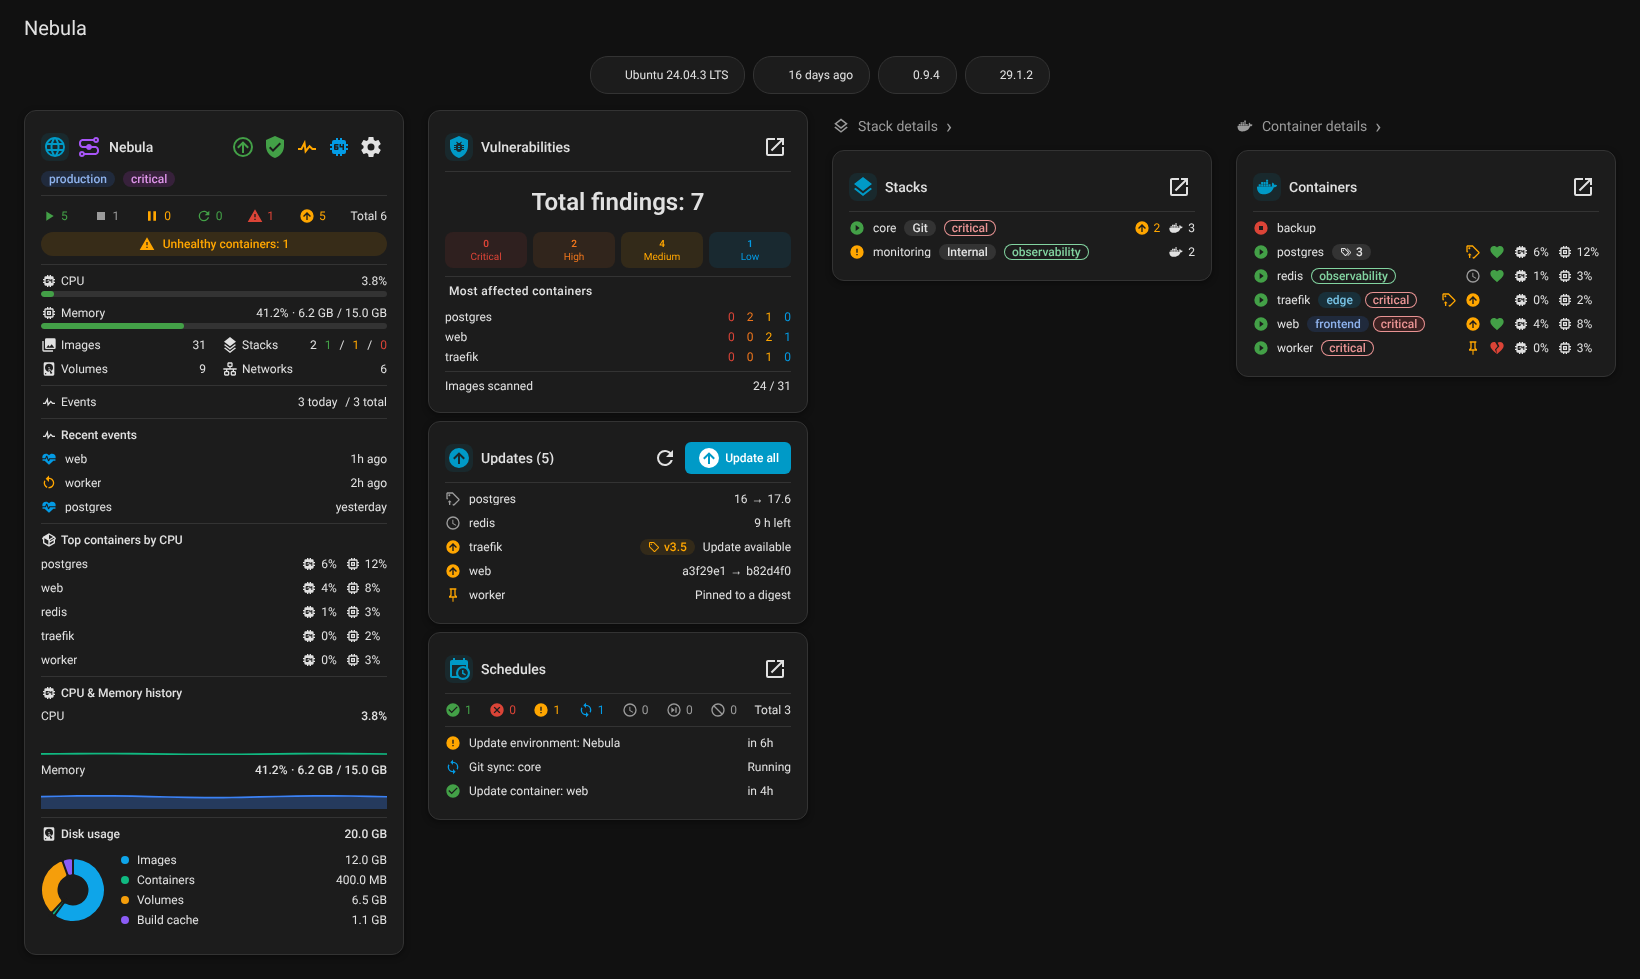 Nebula
Ubuntu 24.04.3 LTS
16 days ago
0.9.4
29.1.2
Nebula
production critical
5 1 0 0 1 5 Total 6
Unhealthy containers: 1
CPU 3.8%
Memory 41.2% · 6.2 GB / 15.0 GB
Images 31 Stacks 2 1 / 1 / 0
Volumes 9 Networks 6
Events 3 today / 3 total
Recent events
web 1h ago
worker 2h ago
postgres yesterday
Top containers by CPU
postgres 6% 12%
web 4% 8%
redis 1% 3%
traefik 0% 2%
worker 0% 3%
CPU & Memory history
CPU 3.8%
Memory 41.2% · 6.2 GB / 15.0 GB
Disk usage 20.0 GB
Images 12.0 GB
Containers 400.0 MB
Volumes 6.5 GB
Build cache 1.1 GB
Vulnerabilities
Total findings: 7
0 2 4 1
Critical High Medium Low
Most affected containers
postgres 0 2 1 0
web 0 0 2 1
traefik 0 0 1 0
Images scanned 24 / 31
Updates (5) Update all
postgres 16 → 17.6
redis 9 h left
traefik v3.5 Update available
web a3f29e1 → b82d4f0
worker Pinned to a digest
Schedules
1 0 1 1 0 0 0 Total 3
Update environment: Nebula in 6h
Git sync: core Running
Update container: web in 4h
Stack details ›
Stacks
core Git critical 2 3
monitoring Internal observability 2
Container details ›
Containers
backup
postgres 3 6% 12%
redis observability 1% 3%
traefik edge critical 0% 2%
web frontend critical 4% 8%
worker critical 0% 3%